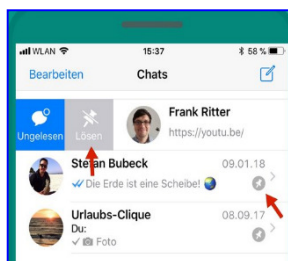 WLAN 15:37 58 %
Bearbeiten Chats
Ungelesen Lösen Frank Ritter
https://youtu.be/
Stefan Bubeck 09.01.18
Die Erde ist eine Scheibe!
Urlaubs-Clique 08.09.17
Du:
Foto